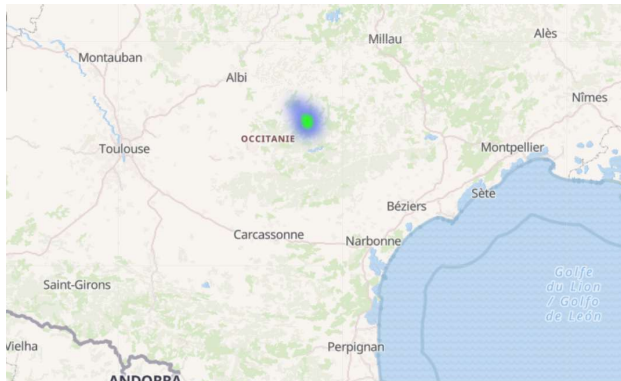 Millau
Alès
Montauban
Albi
Nîmes
OCCITANIE
Toulouse
Montpellier
Sète
Béziers
Carcassonne
Narbonne
Golfe
du Lion
/ Golfo
de León
Saint-Girons
Vielha
Perpignan
ANDORRA